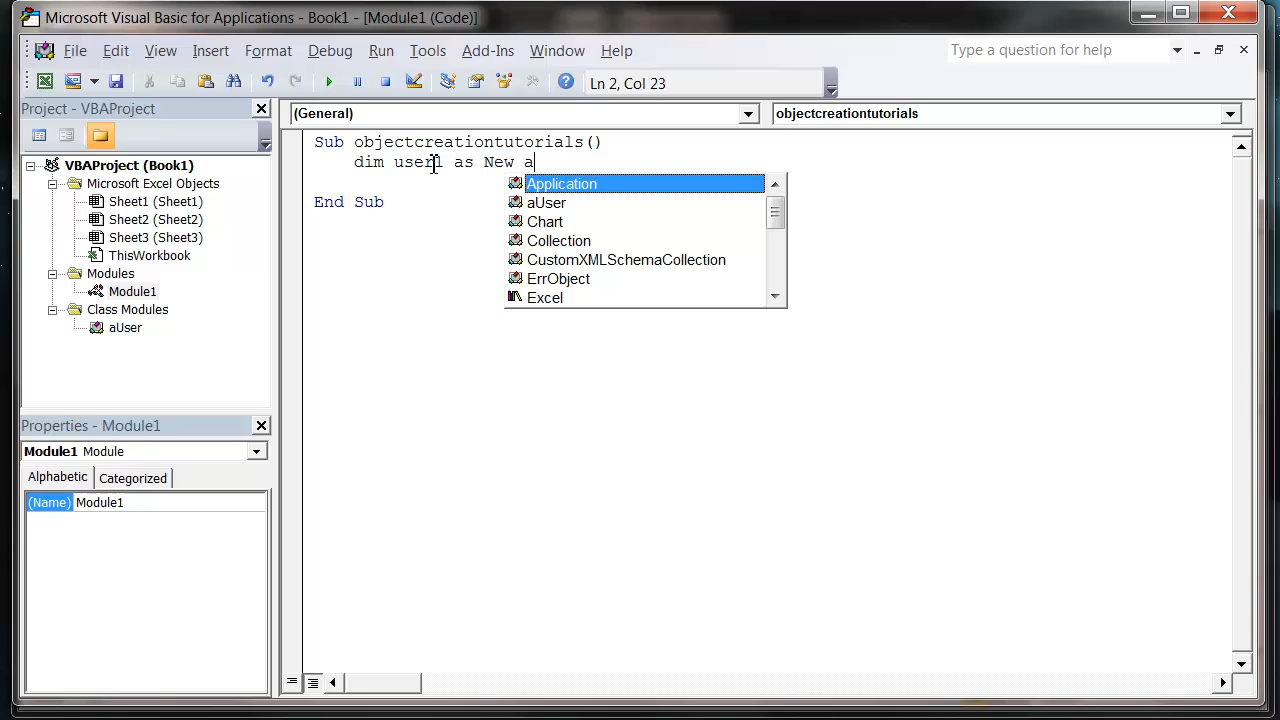 Microsoft Visual Basic for Applications - Book1 - [Module1 (Code)]
File Edit View Insert Format Debug Run Tools Add-Ins Window Help
Type a question for help
Ln 2, Col 23
Project - VBAProject
(General)
objectcreationtutorials
VBAProject (Book1)
Microsoft Excel Objects
Sheet1 (Sheet1)
Sheet2 (Sheet2)
Sheet3 (Sheet3)
ThisWorkbook
Modules
Module1
Class Modules
aUser
Sub objectcreationtutorials()
dim user1 as New a
End Sub
Application
aUser
Chart
Collection
CustomXMLSchemaCollection
ErrObject
Excel
Properties - Module1
Module1 Module
Alphabetic Categorized
(Name) Module1